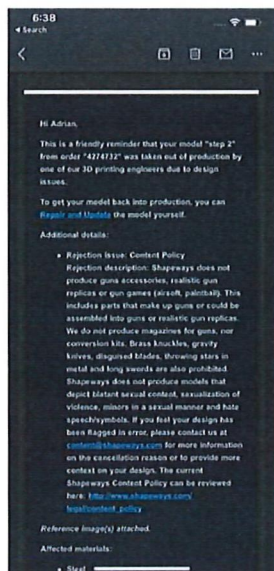 6:38
◄ Search
Hi Adrian,
This is a friendly reminder that your model "step 2"
from order "4274732" was taken out of production by
one of our 3D printing engineers due to design
issues.
To get your model back into production, you can
Repair and Update the model yourself.
Additional details:
• Rejection Issue: Content Policy
Rejection description: Shapeways does not
produce guns accessories, realistic gun
replicas or gun games (airsoft, paintball). This
includes parts that make up guns or could be
assembled into guns or realistic gun replicas.
We do not produce magazines for guns, nor
conversion kits. Brass knuckles, gravity
knives, disguised blades, throwing stars in
metal and long swords are also prohibited.
Shapeways does not produce models that
depict blatant sexual content, sexualization of
violence, minors in a sexual manner and hate
speech/symbols. If you feel your design has
been flagged in error, please contact us at
content@shapeways.com for more information
on the cancellation reason or to provide more
context on your design. The current
Shapeways Content Policy can be reviewed
here: http://www.shapeways.com/
legal/content_policy
Reference image(s) attached.
Affected materials:
• Steel